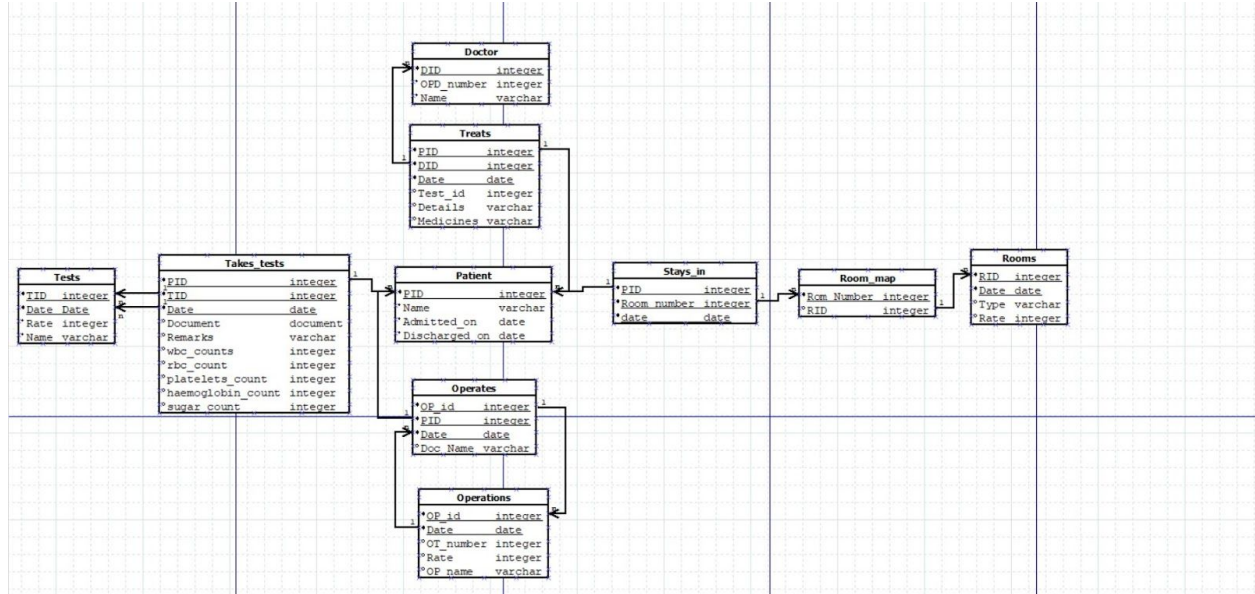 Doctor
DID integer
OPD_number integer
Name varchar
Treats
PID integer
DID integer
Date date
Test_id integer
Details varchar
Medicines varchar
Tests
TID integer
Date Date
Rate integer
Name varchar
Takes_tests
PID integer
TID integer
Date date
Document document
Remarks varchar
wbc_counts integer
rbc_count integer
platelets_count integer
haemoglobin_count integer
sugar_count integer
Patient
PID integer
Name varchar
Admitted_on date
Discharged_on date
Stays_in
PID integer
Room_number integer
date date
Room_map
Rom_Number integer
RID integer
Rooms
RID integer
Date date
Type varchar
Rate integer
Operates
OP_id integer
PID integer
Date date
Doc_Name varchar
Operations
OP_id integer
Date date
OT_number integer
Rate integer
OP_name varchar